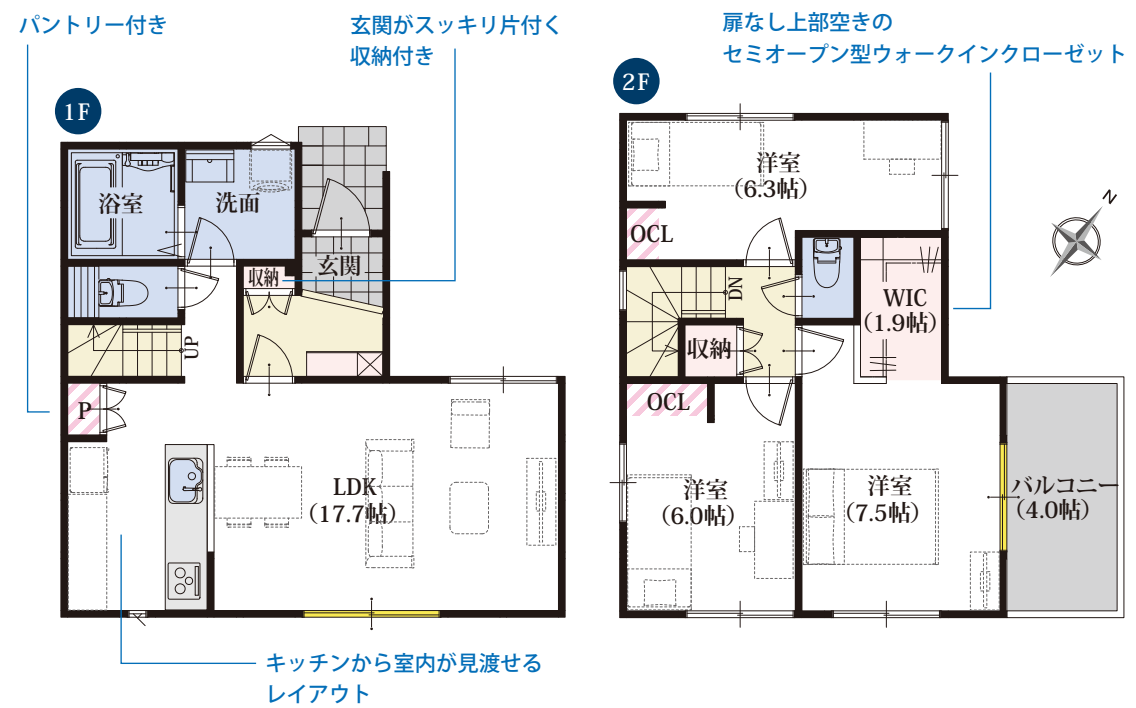 パントリー付き
玄関がスッキリ片付く
収納付き
扉なし上部空きの
セミオープン型ウォークインクローゼット
1F
浴室
洗面
収納
玄関
UP
P
LDK
（17.7帖）
キッチンから室内が見渡せる
レイアウト
2F
洋室
（6.3帖）
OCL
DN
WIC
（1.9帖）
収納
OCL
洋室
（6.0帖）
洋室
（7.5帖）
バルコニー
（4.0帖）
N